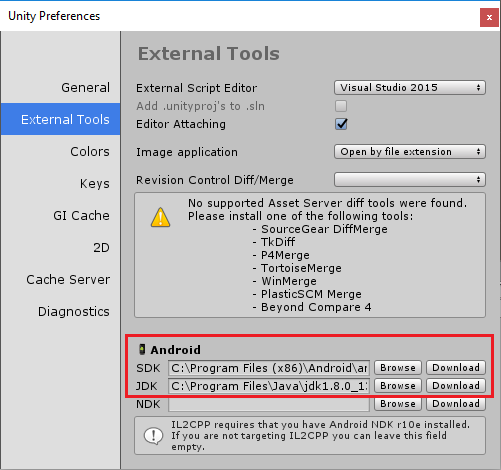 Unity Preferences
x
External Tools
General
External Tools
Colors
Keys
GI Cache
2D
Cache Server
Diagnostics
External Script Editor
Visual Studio 2015
Add .unityproj's to .sln
Editor Attaching
Image application
Open by file extension
Revision Control Diff/Merge
No supported Asset Server diff tools were found.
Please install one of the following tools:
- SourceGear DiffMerge
- TkDiff
- P4Merge
- TortoiseMerge
- WinMerge
- PlasticSCM Merge
- Beyond Compare 4
Android
SDK C:\Program Files (x86)\Android\ Browse Download
JDK C:\Program Files\Java\jdk1.8.0_1 Browse Download
NDK Browse Download
IL2CPP requires that you have Android NDK r10e installed.
If you are not targeting IL2CPP you can leave this field
empty.